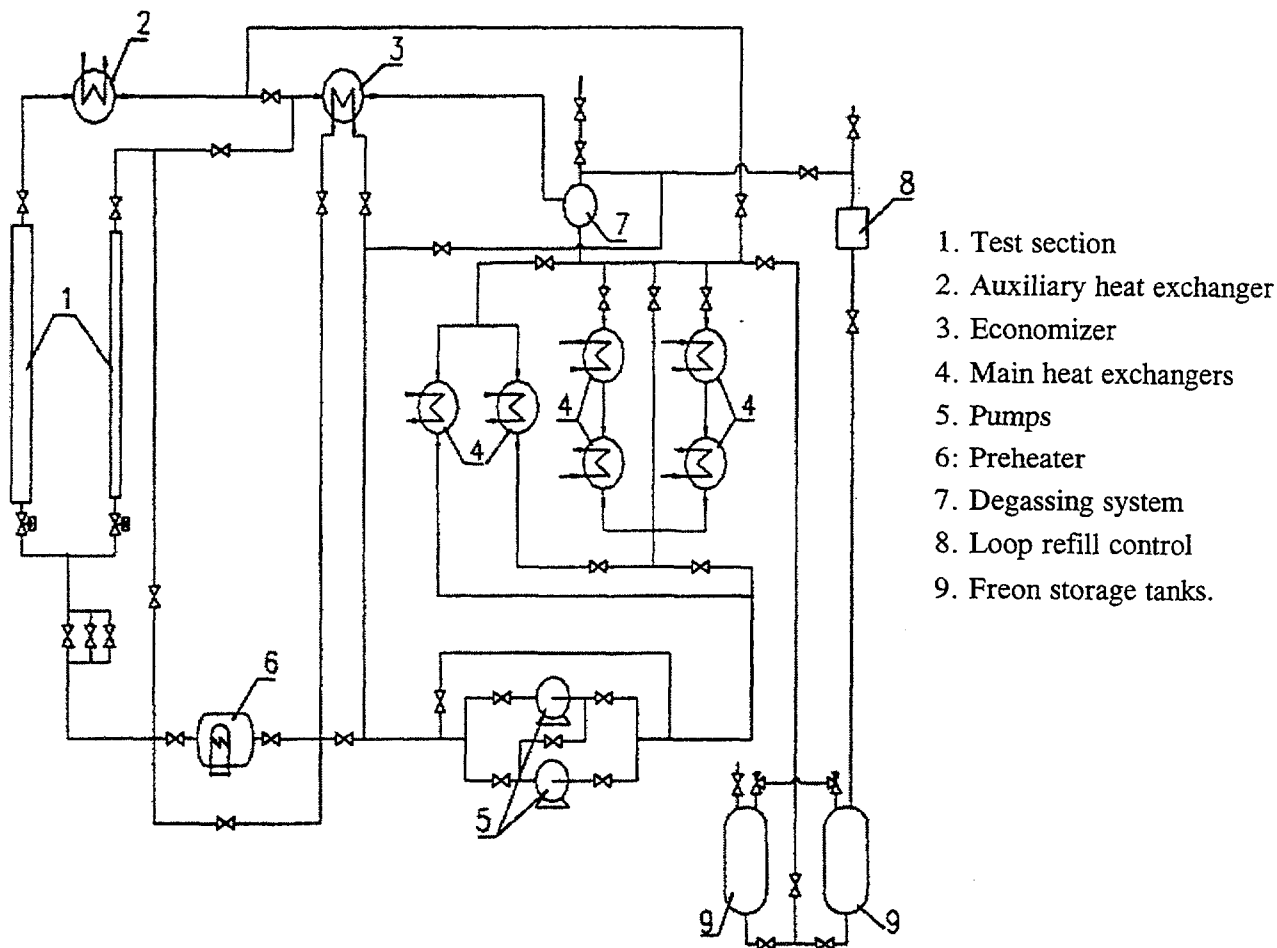 2
3
8
7
1
4
4
4
6
5
9
9
1. Test section
2. Auxiliary heat exchanger
3. Economizer
4. Main heat exchangers
5. Pumps
6: Preheater
7. Degassing system
8. Loop refill control
9. Freon storage tanks.